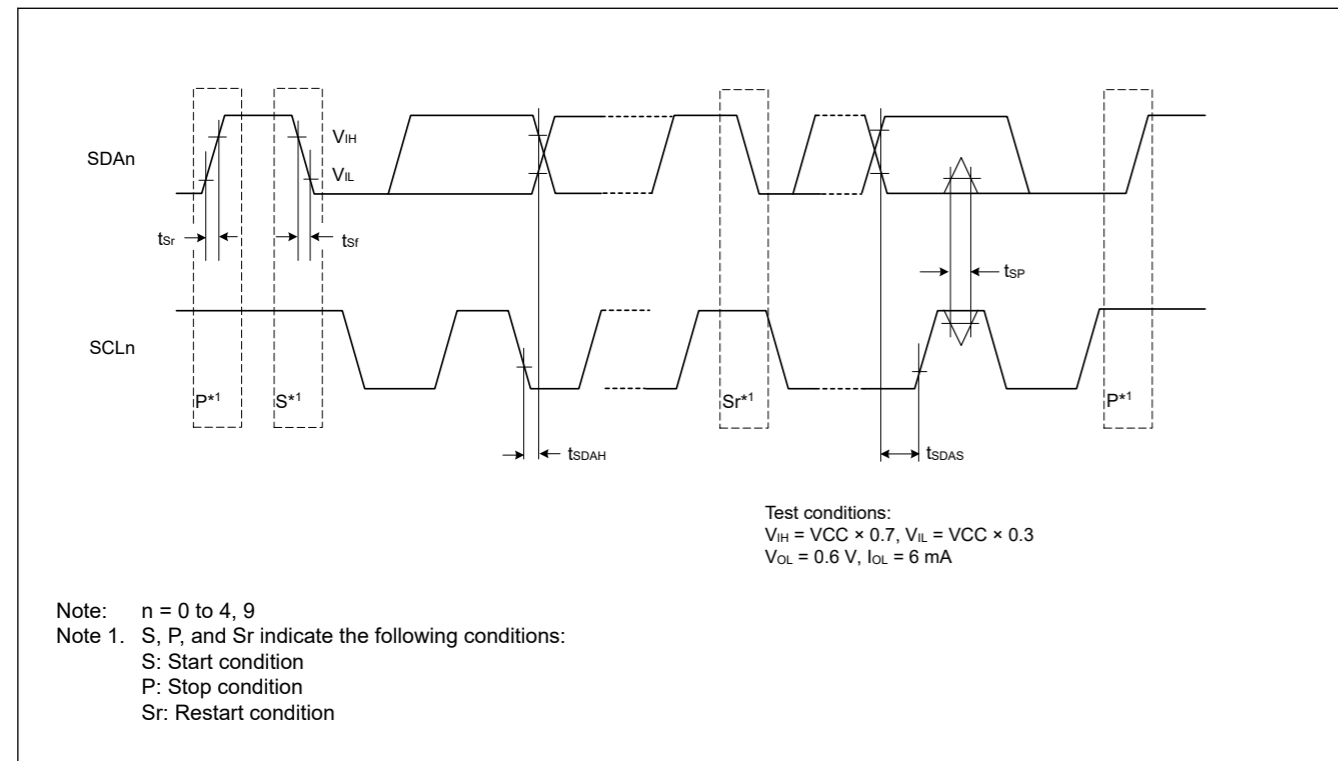 SDAn
VIH
VIL
tSr
tSf
tSP
SCLn
P*1
S*1
Sr*1
P*1
tSDAH
tSDAS
Test conditions:
VIH = VCC × 0.7, VIL = VCC × 0.3
VOL = 0.6 V, IOL = 6 mA
Note: n = 0 to 4, 9
Note 1. S, P, and Sr indicate the following conditions:
S: Start condition
P: Stop condition
Sr: Restart condition